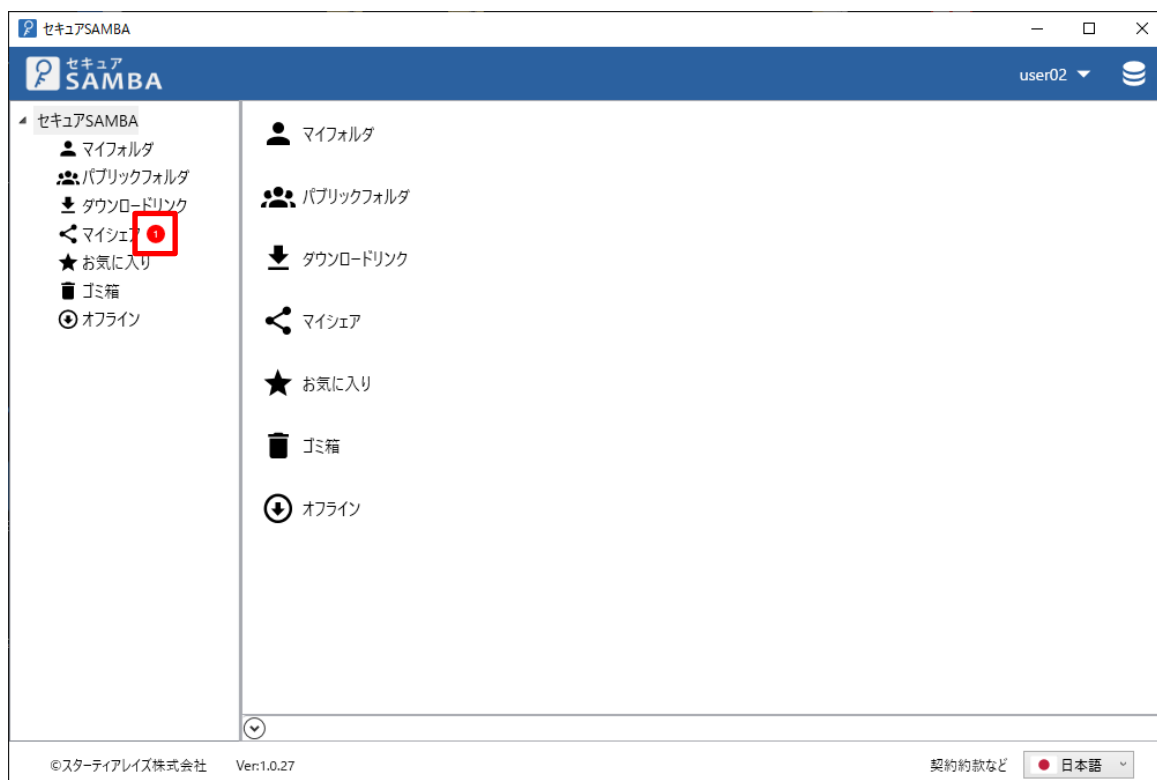 セキュアSAMBA
セキュア
SAMBA
user02
セキュアSAMBA
マイフォルダ
パブリックフォルダ
ダウンロードリンク
マイシェア 1
お気に入り
ゴミ箱
オフライン
マイフォルダ
パブリックフォルダ
ダウンロードリンク
マイシェア
お気に入り
ゴミ箱
オフライン
©スターティアレイズ株式会社 Ver:1.0.27 契約約款など 日本語